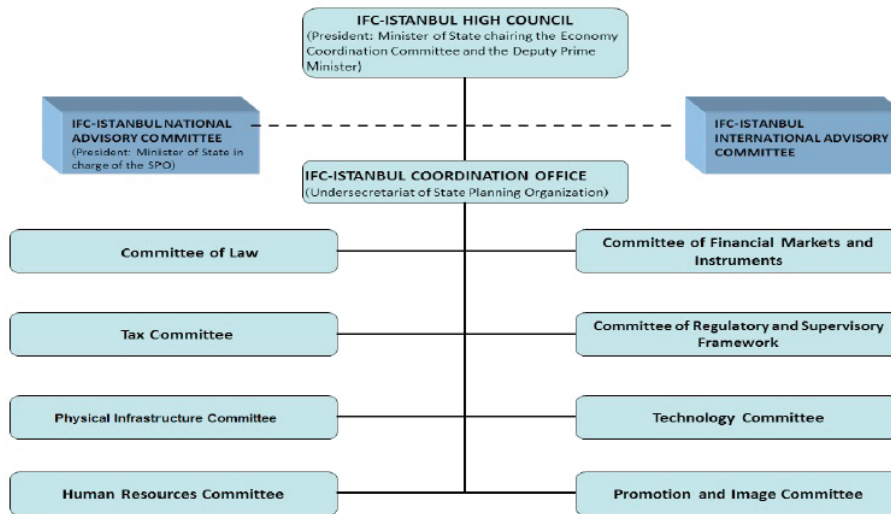 IFC-ISTANBUL HIGH COUNCIL
(President: Minister of State chairing the Economy
Coordination Committee and the Deputy Prime
Minister)
IFC-ISTANBUL NATIONAL
ADVISORY COMMITTEE
(President: Minister of State in
charge of the SPO)
IFC-ISTANBUL
INTERNATIONAL ADVISORY
COMMITTEE
IFC-ISTANBUL COORDINATION OFFICE
(Undersecretariat of State Planning Organization)
Committee of Law
Committee of Financial Markets and
Instruments
Tax Committee
Committee of Regulatory and Supervisory
Framework
Physical Infrastructure Committee
Technology Committee
Human Resources Committee
Promotion and Image Committee